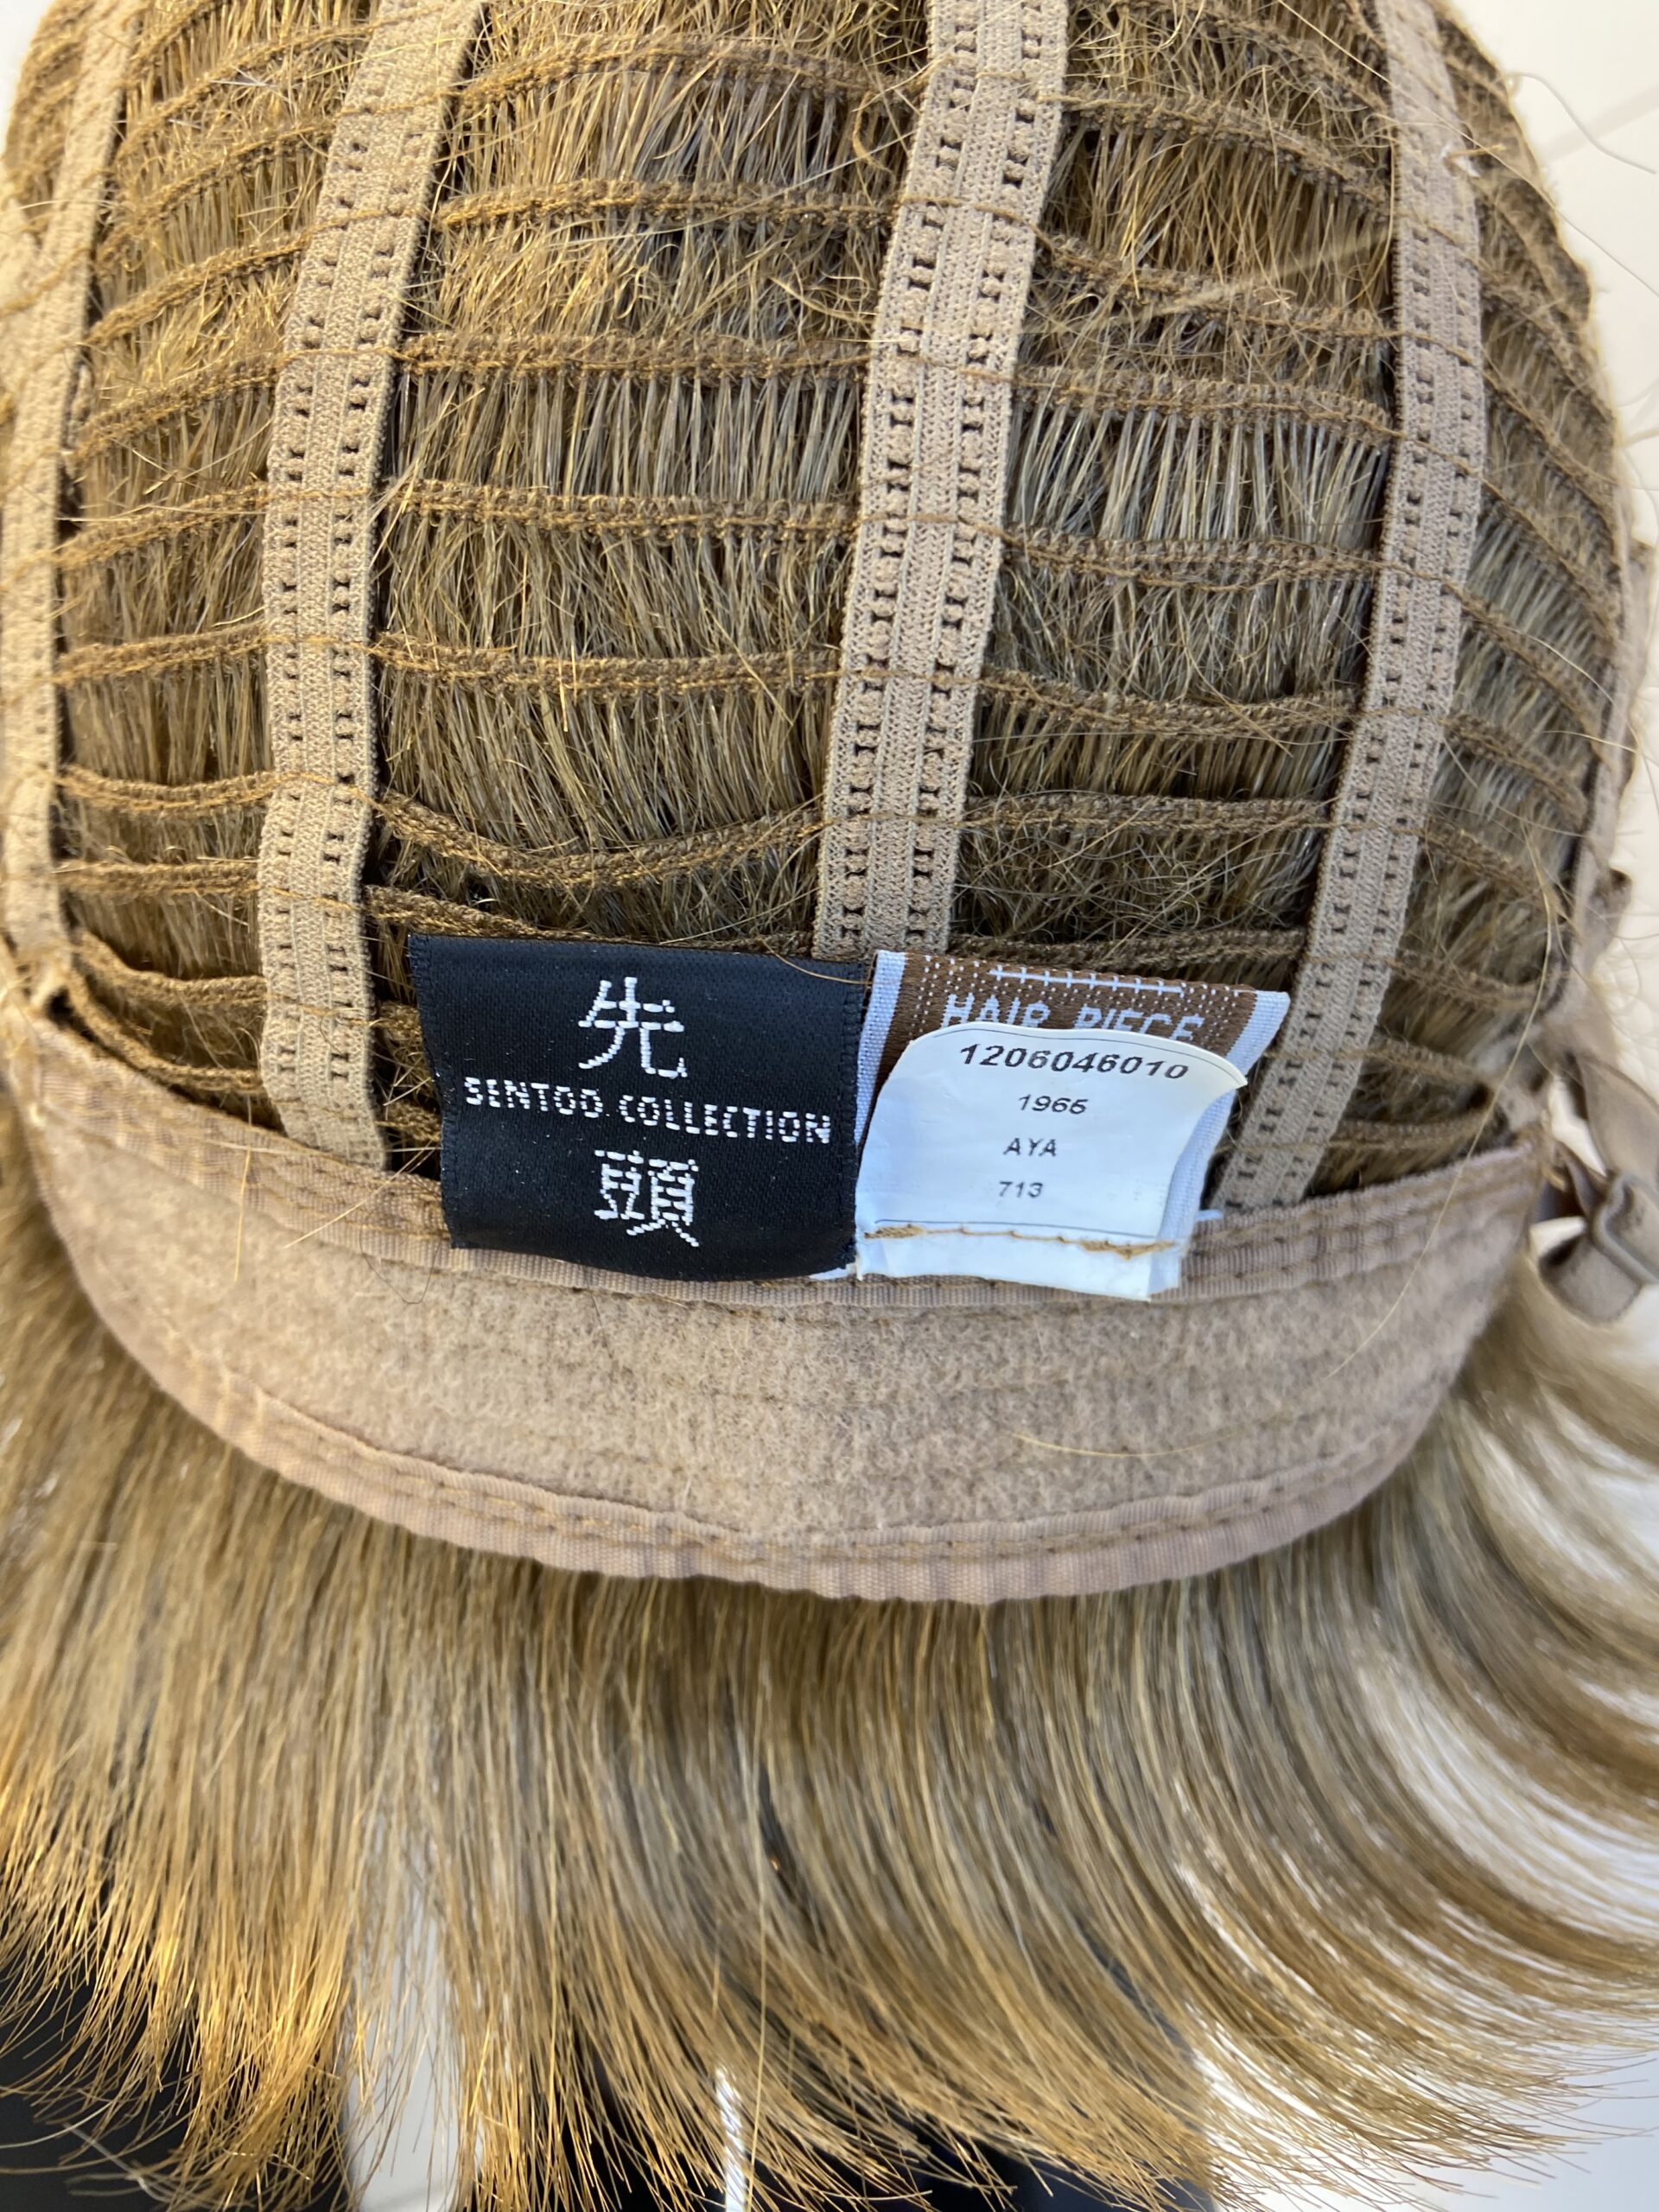 先
SENTOO COLLECTION
頭
HAIR PIECE
1206046010
1966
AYA
713